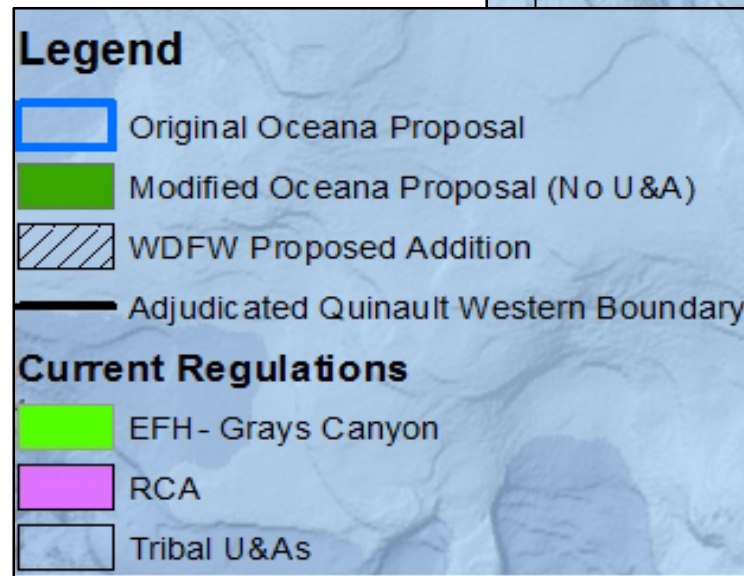 Legend
Original Oceana Proposal
Modified Oceana Proposal (No U&A)
WDFW Proposed Addition
Adjudicated Quinault Western Boundary
Current Regulations
EFH - Grays Canyon
RCA
Tribal U&As